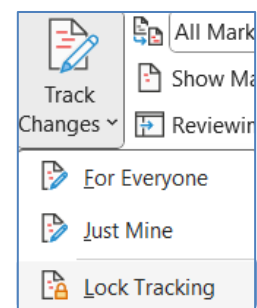 All Mark
Show Ma
Track
Changes
Reviewin
For Everyone
Just Mine
Lock Tracking